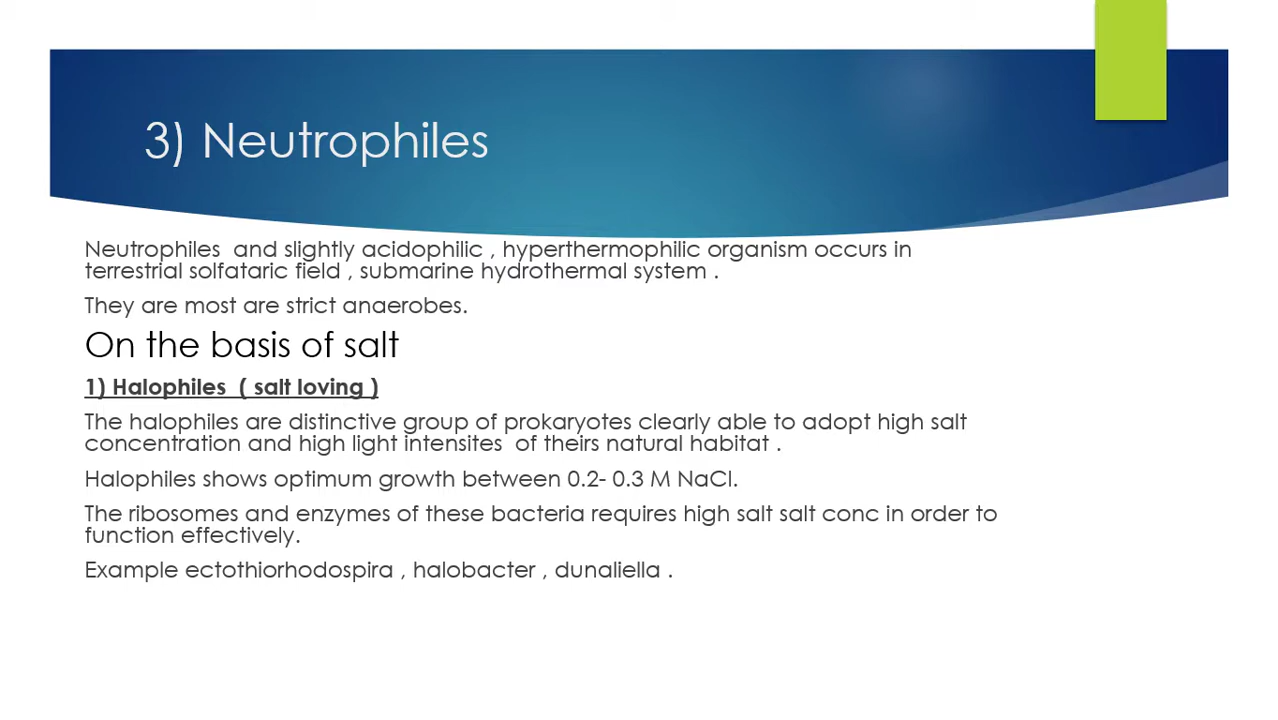 3) Neutrophiles
Neutrophiles  and slightly acidophilic , hyperthermophilic organism occurs in
terrestrial solfataric field , submarine hydrothermal system .
They are most are strict anaerobes.
On the basis of salt
1) Halophiles  ( salt loving )
The halophiles are distinctive group of prokaryotes clearly able to adopt high salt
concentration and high light intensites  of theirs natural habitat .
Halophiles shows optimum growth between 0.2- 0.3 M NaCl.
The ribosomes and enzymes of these bacteria requires high salt salt conc in order to
function effectively.
Example ectothiorhodospira , halobacter , dunaliella .